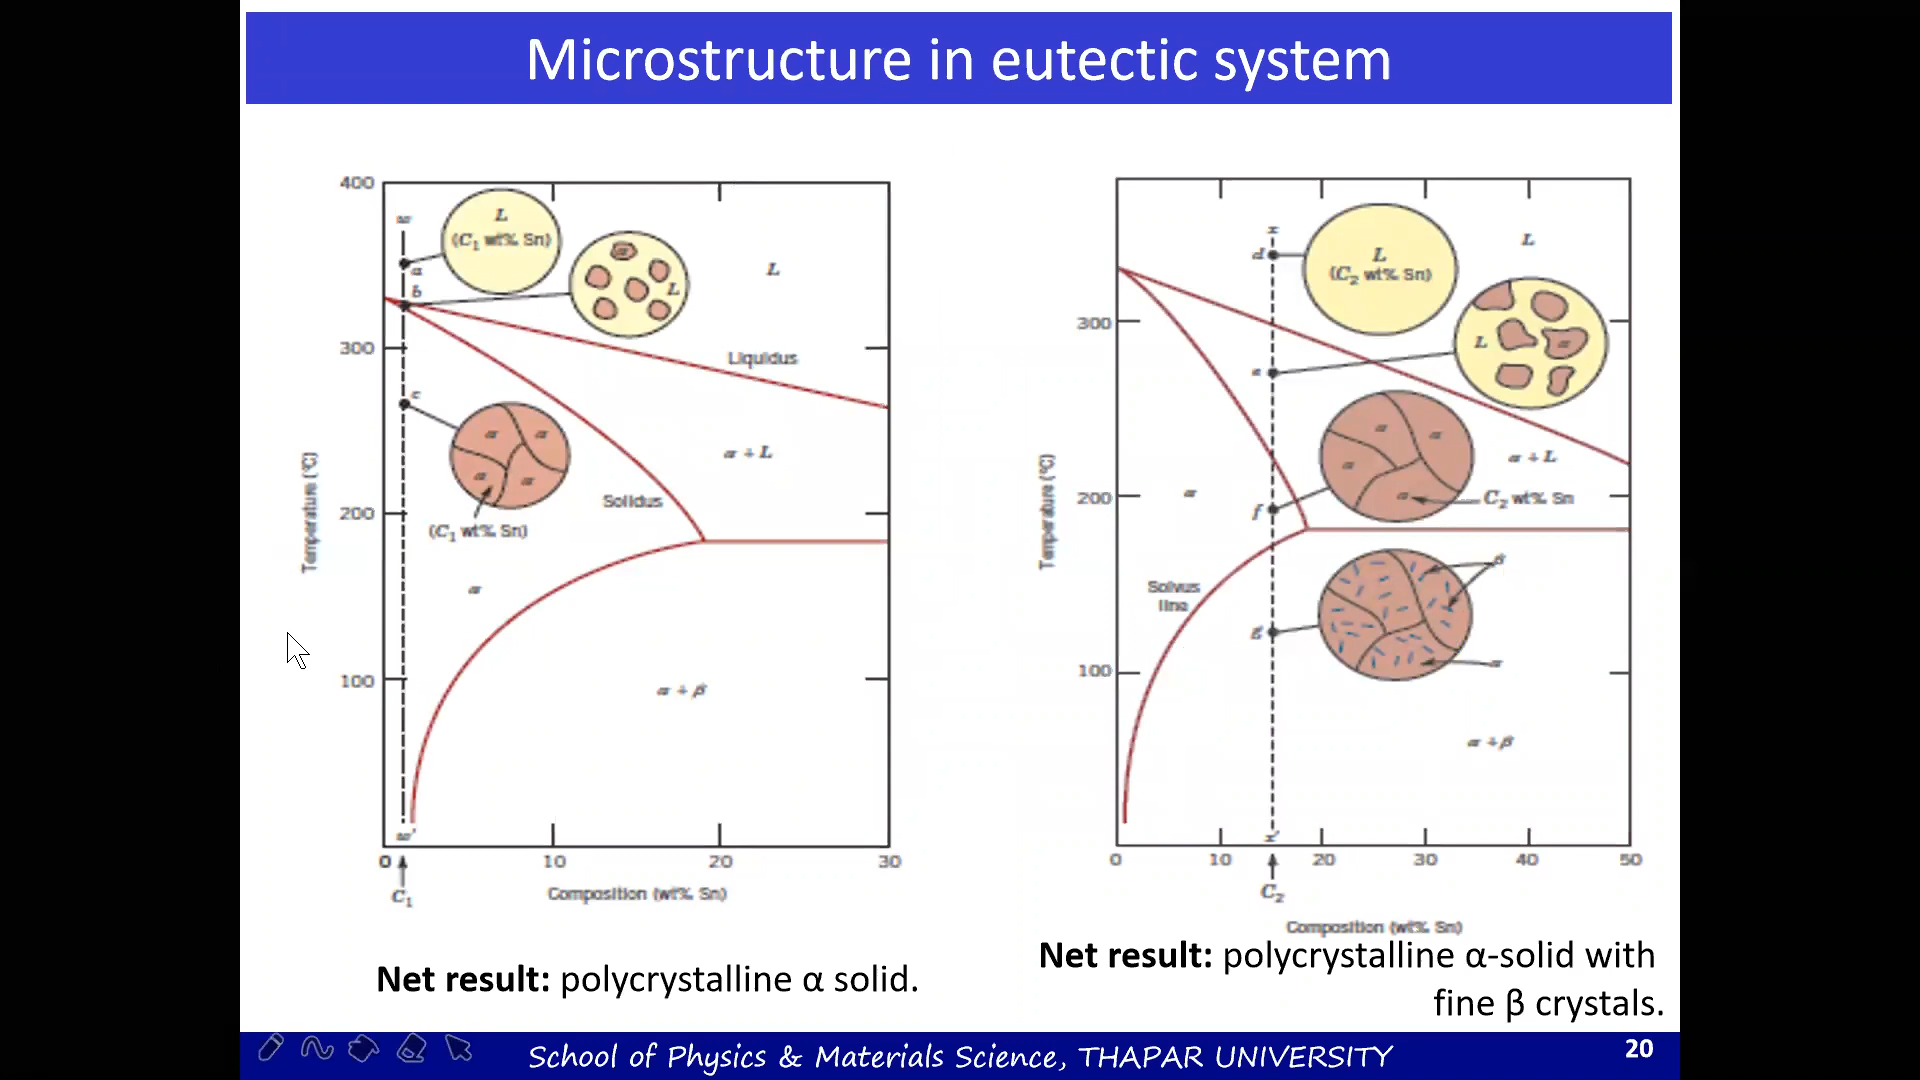 Microstructure in eutectic system
400
300
200
100
Temperature (°C)
w
a
b
c
L
(C1 wt% Sn)
α
L
L
Liquidus
α + L
Solidus
α α
α α
(C1 wt% Sn)
α
α + β
w'
0 10 20 30
C1
Composition (wt% Sn)
Net result: polycrystalline α solid.
300
200
100
Temperature (°C)
x
d
e
f
g
L
(C2 wt% Sn)
L
L
α
α + L
α α
α
α
C2 wt% Sn
α
Solvus
line
β
α
α + β
x'
0 10 20 30 40 50
C2
Composition (wt% Sn)
Net result: polycrystalline α-solid with
fine β crystals.
School of Physics & Materials Science, THAPAR UNIVERSITY
20